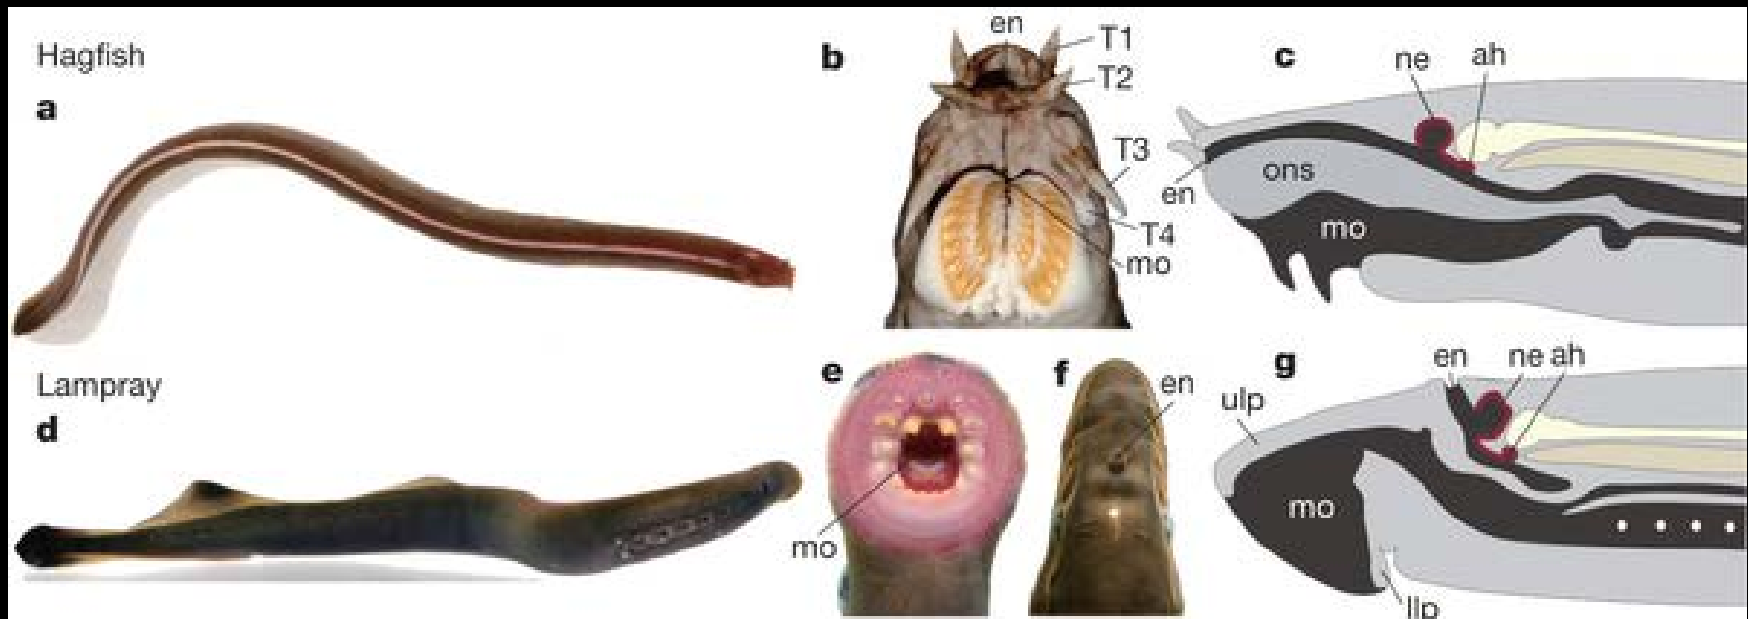 Hagfish
a
b
en
T1
T2
T3
T4
mo
c
ne
ah
en
ons
mo
Lampray
d
e
mo
f
en
g
en
ne ah
ulp
mo
llp